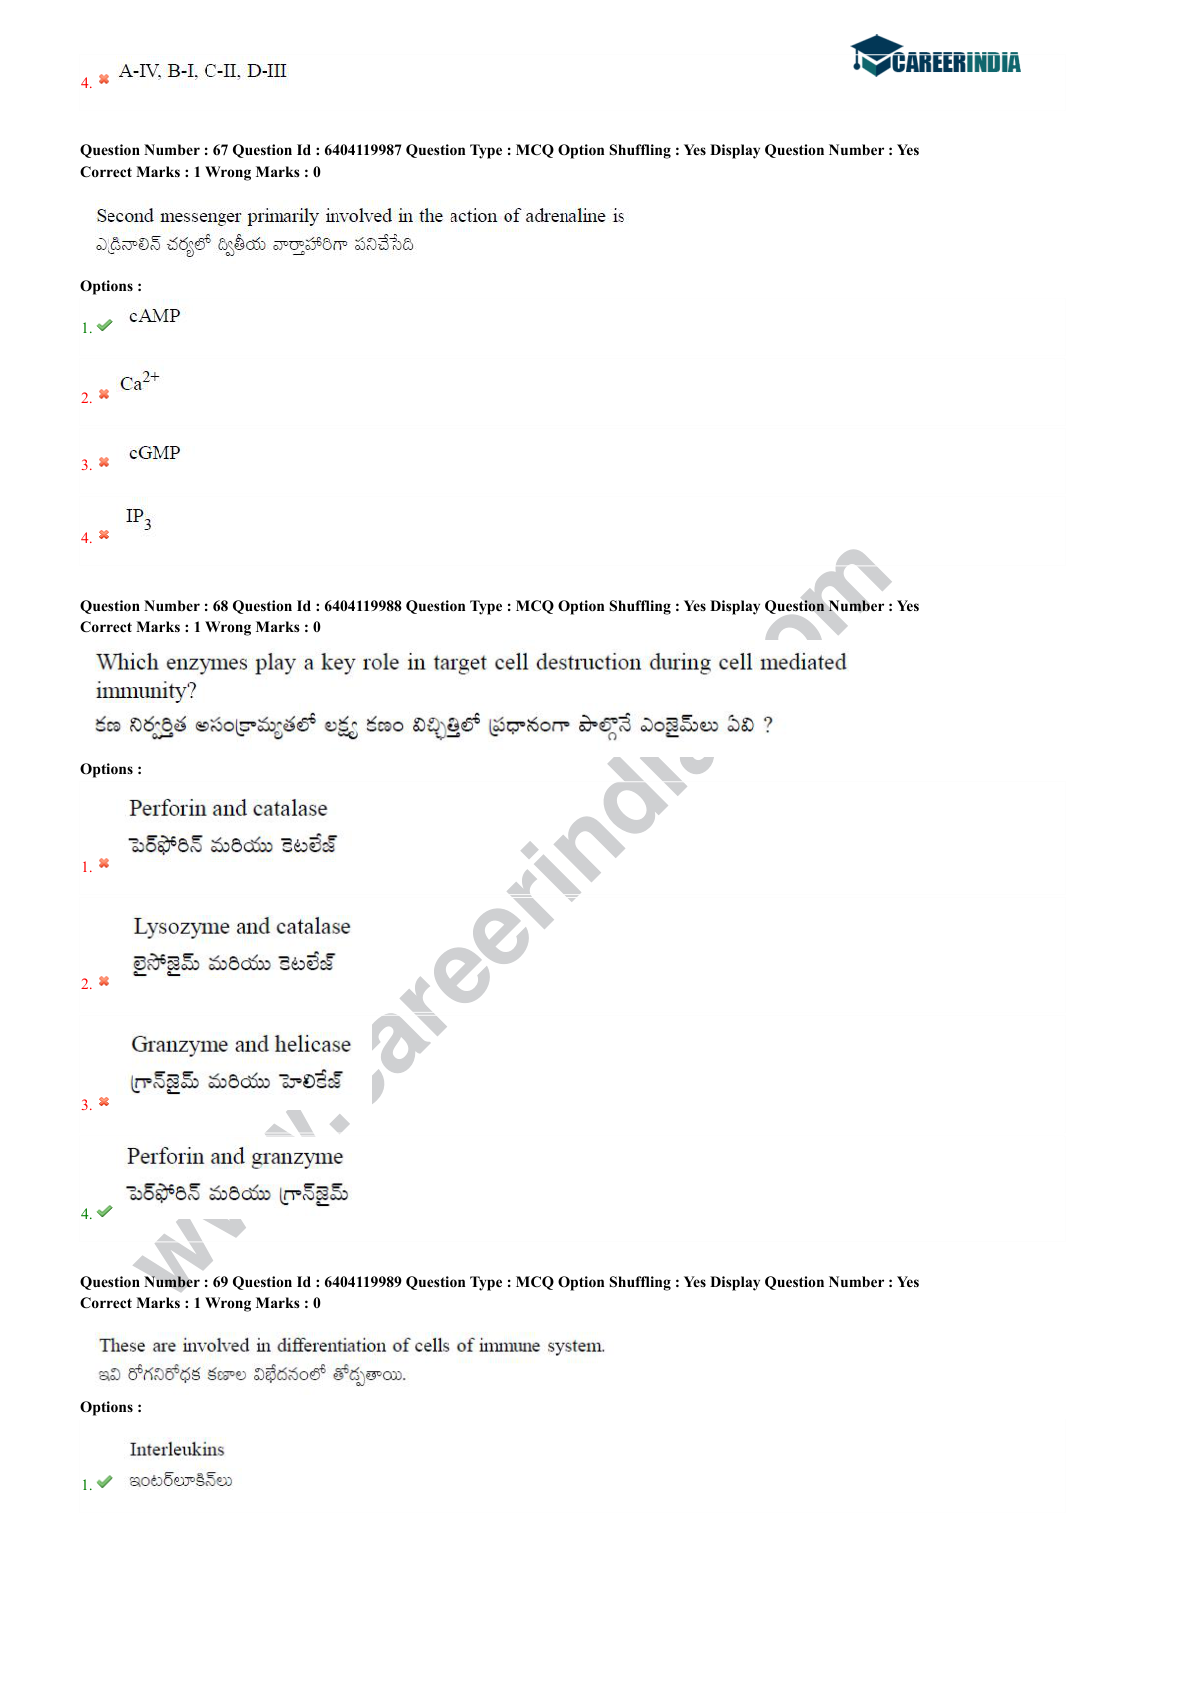 CAREERINDIA
4. A-IV, B-I, C-II, D-III
Question Number : 67 Question Id : 6404119987 Question Type : MCQ Option Shuffling : Yes Display Question Number : Yes
Correct Marks : 1 Wrong Marks : 0
Second messenger primarily involved in the action of adrenaline is
ఎడ్రినాలిన్ చర్యలో ద్వితీయ వార్తాహారిగా పనిచేసేది
Options :
1. cAMP
2. Ca2+
3. cGMP
4. IP3
Question Number : 68 Question Id : 6404119988 Question Type : MCQ Option Shuffling : Yes Display Question Number : Yes
Correct Marks : 1 Wrong Marks : 0
Which enzymes play a key role in target cell destruction during cell mediated
immunity?
కణ నిర్వర్తిత అసంక్రామ్యతలో లక్ష్య కణం విచ్ఛిత్తిలో ప్రధానంగా పాల్గొనే ఎంజైమ్‌లు ఏవి ?
Options :
Perforin and catalase
1. పెర్‌ఫోరిన్ మరియు కెటలేజ్
Lysozyme and catalase
2. లైసోజైమ్ మరియు కెటలేజ్
Granzyme and helicase
3. గ్రాన్‌జైమ్ మరియు హెలికేజ్
Perforin and granzyme
4. పెర్‌ఫోరిన్ మరియు గ్రాన్‌జైమ్
Question Number : 69 Question Id : 6404119989 Question Type : MCQ Option Shuffling : Yes Display Question Number : Yes
Correct Marks : 1 Wrong Marks : 0
These are involved in differentiation of cells of immune system.
ఇవి రోగనిరోధక కణాల విభేదనంలో తోడ్పతాయి.
Options :
Interleukins
1. ఇంటర్‌లూకిన్‌లు